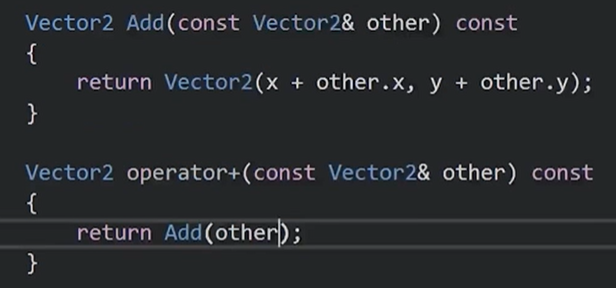 Vector2 Add(const Vector2& other) const
{
    return Vector2(x + other.x, y + other.y);
}

Vector2 operator+(const Vector2& other) const
{
    return Add(other);
}